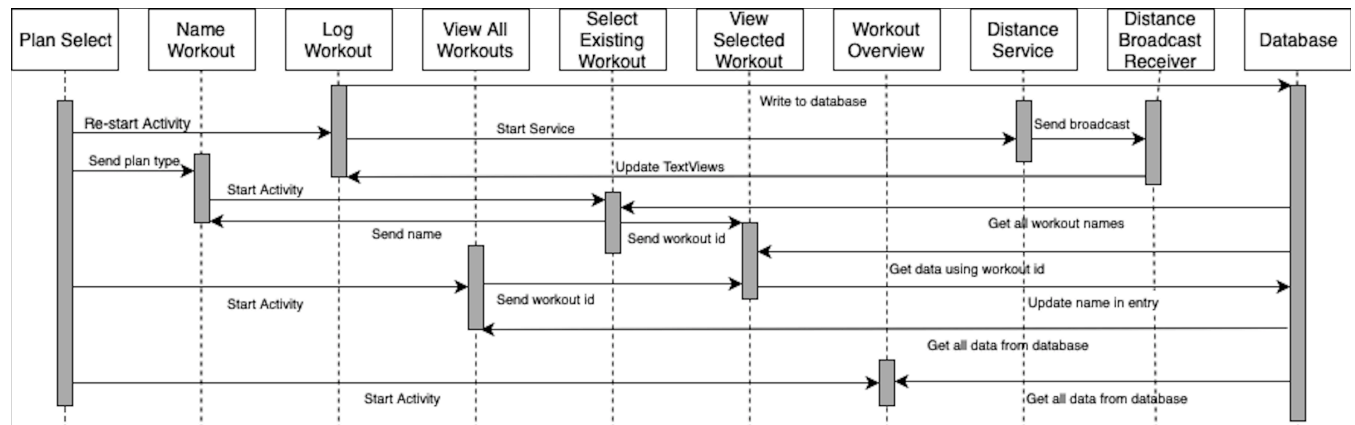 Plan Select
Name
Workout
Log
Workout
View All
Workouts
Select
Existing
Workout
View
Selected
Workout
Workout
Overview
Distance
Service
Distance
Broadcast
Receiver
Database
Write to database
Re-start Activity
Start Service
Send broadcast
Send plan type
Update TextViews
Start Activity
Get all workout names
Send name
Send workout id
Get data using workout id
Start Activity
Send workout id
Update name in entry
Get all data from database
Start Activity
Get all data from database